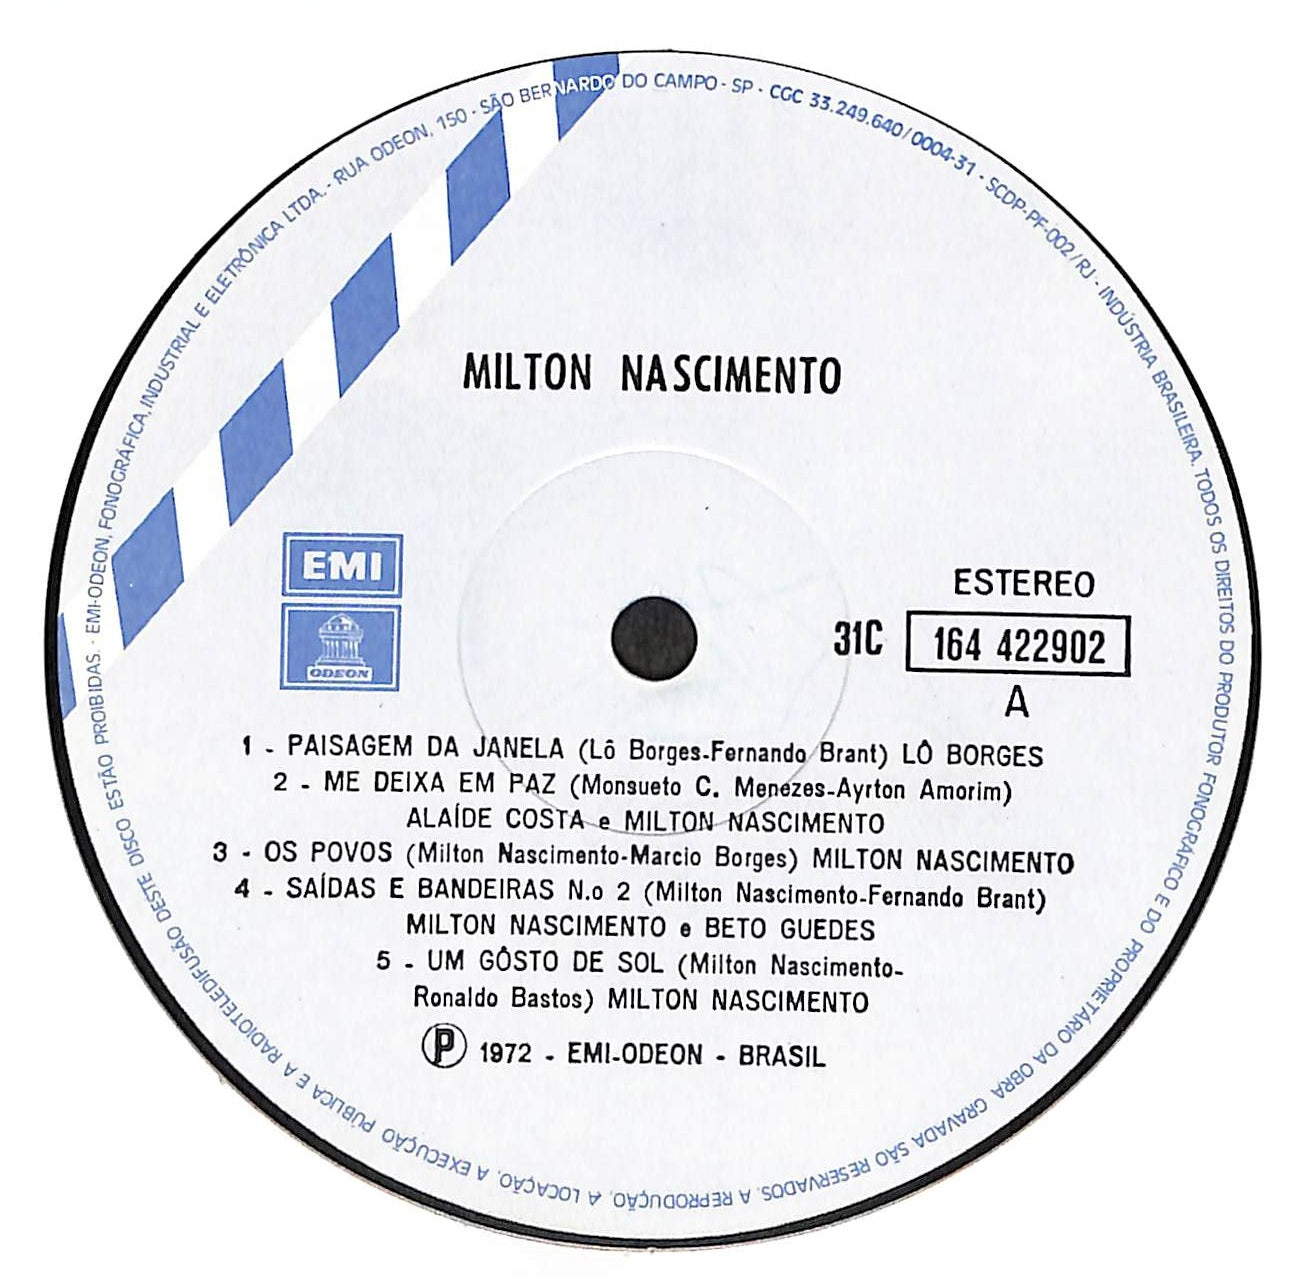 EMI-ODEON, FONOGRÁFICA, INDUSTRIAL E ELETRÔNICA LTDA. - RUA ODEON, 150 - SÃO BERNARDO DO CAMPO - SP - CGC 33.249.640/0004-31 - SCDP-PF-002/RJ - INDÚSTRIA BRASILEIRA. TODOS OS DIREITOS DO PRODUTOR FONOGRÁFICO E DO PROPRIETÁRIO DA OBRA GRAVADA SÃO RESERVADOS. A REPRODUÇÃO, A LOCAÇÃO, A EXECUÇÃO PÚBLICA E A RADIOTELEDIFUSÃO DESTE DISCO ESTÃO PROIBIDAS. -
MILTON NASCIMENTO
EMI
ODEON
ESTEREO
31C 164 422902
A
1 - PAISAGEM DA JANELA (Lô Borges-Fernando Brant) LÔ BORGES
2 - ME DEIXA EM PAZ (Monsueto C. Menezes-Ayrton Amorim)
ALAÍDE COSTA e MILTON NASCIMENTO
3 - OS POVOS (Milton Nascimento-Marcio Borges) MILTON NASCIMENTO
4 - SAÍDAS E BANDEIRAS N.o 2 (Milton Nascimento-Fernando Brant)
MILTON NASCIMENTO e BETO GUEDES
5 - UM GÔSTO DE SOL (Milton Nascimento-
Ronaldo Bastos) MILTON NASCIMENTO
Ⓟ 1972 - EMI-ODEON - BRASIL